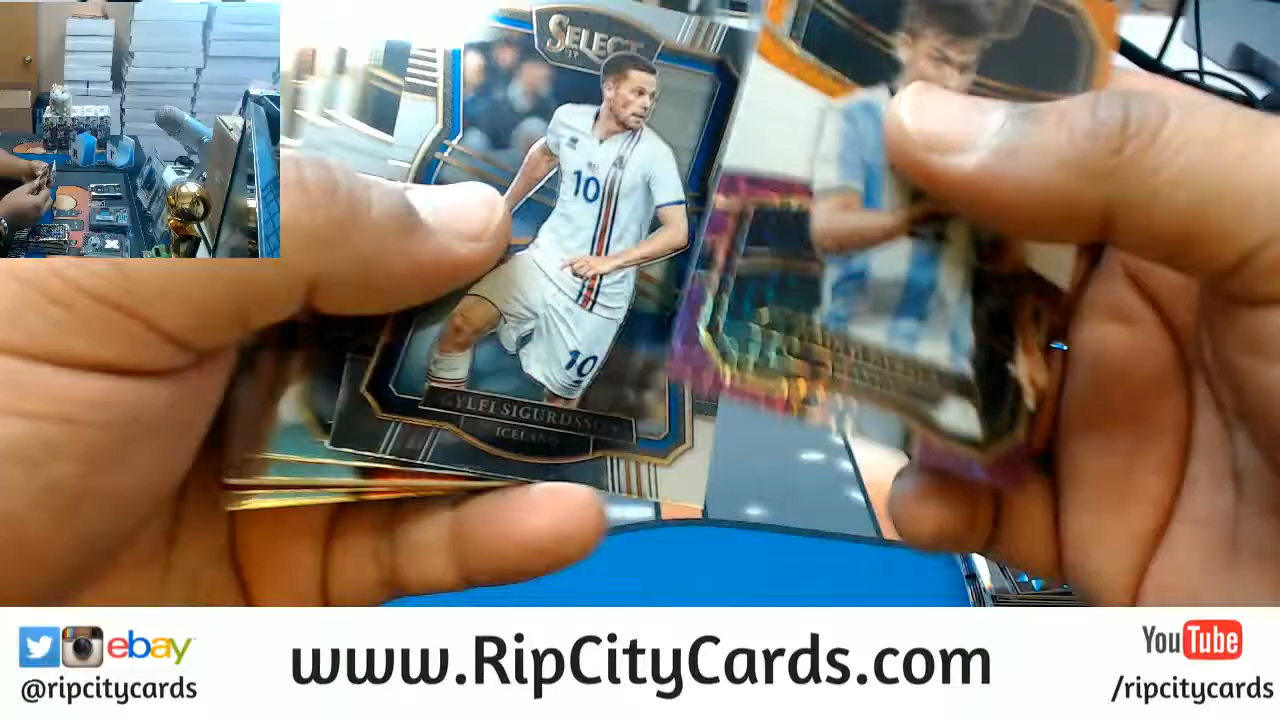 SELECT
10
10
GYLFI SIGURDSSON
ICELAND
ebay
@ripcitycards
www.RipCityCards.com
YouTube
/ripcitycards